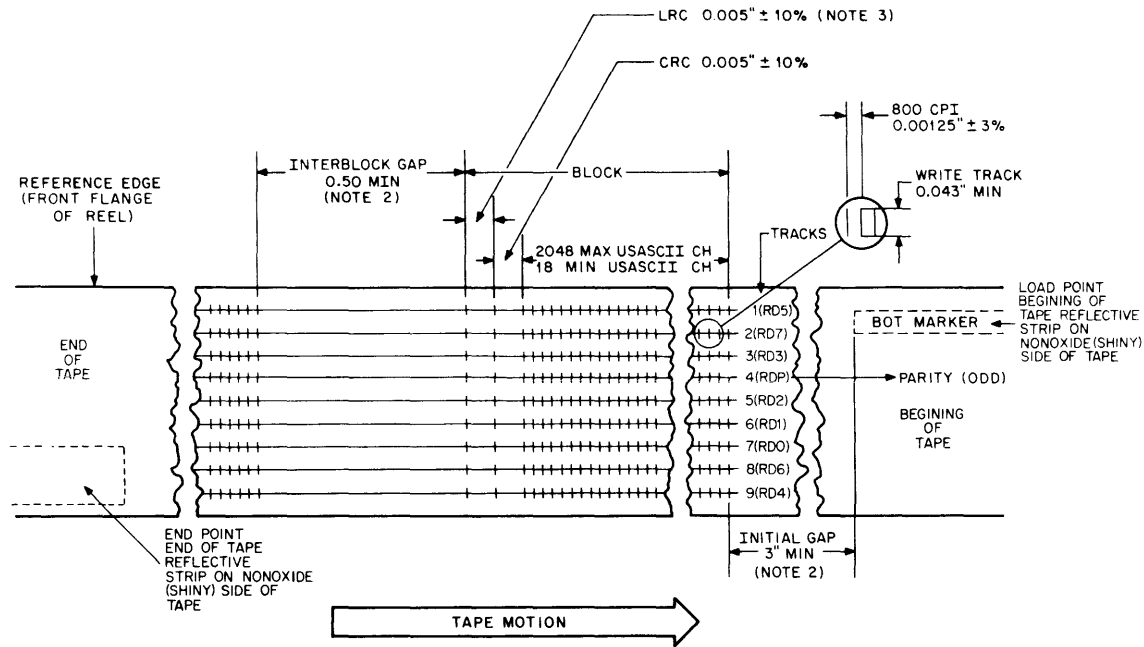 LRC 0.005" ± 10% (NOTE 3)
CRC 0.005" ± 10%
800 CPI
0.00125" ± 3%
INTERBLOCK GAP
0.50 MIN
(NOTE 2)
BLOCK
WRITE TRACK
0.043" MIN
REFERENCE EDGE
(FRONT FLANGE
OF REEL)
TRACKS
2048 MAX USASCII CH
18 MIN USASCII CH
LOAD POINT
BEGINING OF
TAPE REFLECTIVE
STRIP ON
NONOXIDE(SHINY)
SIDE OF TAPE
BOT MARKER
END
OF
TAPE
1(RD5)
2(RD7)
3(RD3)
4(RDP)
5(RD2)
6(RD1)
7(RD0)
8(RD6)
9(RD4)
PARITY (ODD)
BEGINING
OF
TAPE
END POINT
END OF TAPE
REFLECTIVE
STRIP ON NONOXIDE
(SHINY) SIDE OF
TAPE
INITIAL GAP
3" MIN
(NOTE 2)
TAPE MOTION